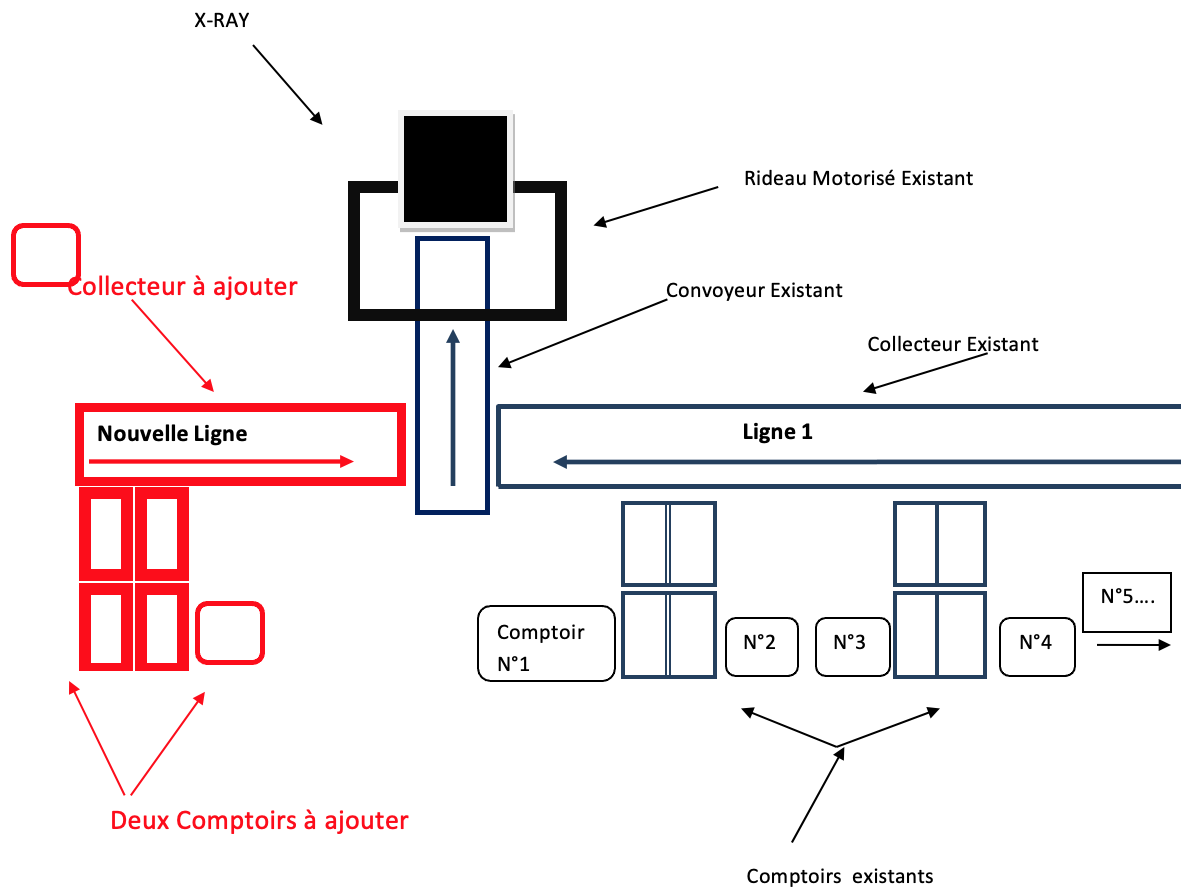 X-RAY
Rideau Motorisé Existant
Collecteur à ajouter
Convoyeur Existant
Collecteur Existant
Nouvelle Ligne
Ligne 1
N°5....
Comptoir
N°1
N°2
N°3
N°4
Deux Comptoirs à ajouter
Comptoirs existants